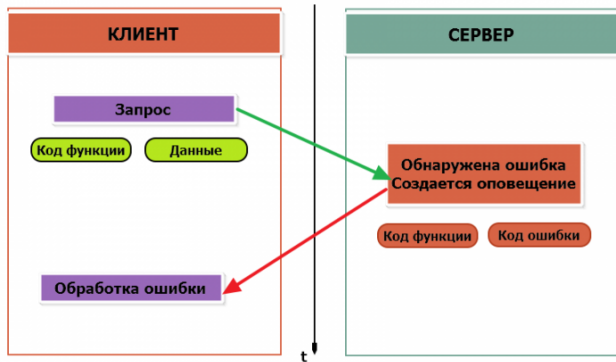 КЛИЕНТ
СЕРВЕР
Запрос
Код функции
Данные
Обнаружена ошибка
Создается оповещение
Код функции
Код ошибки
Обработка ошибки
t